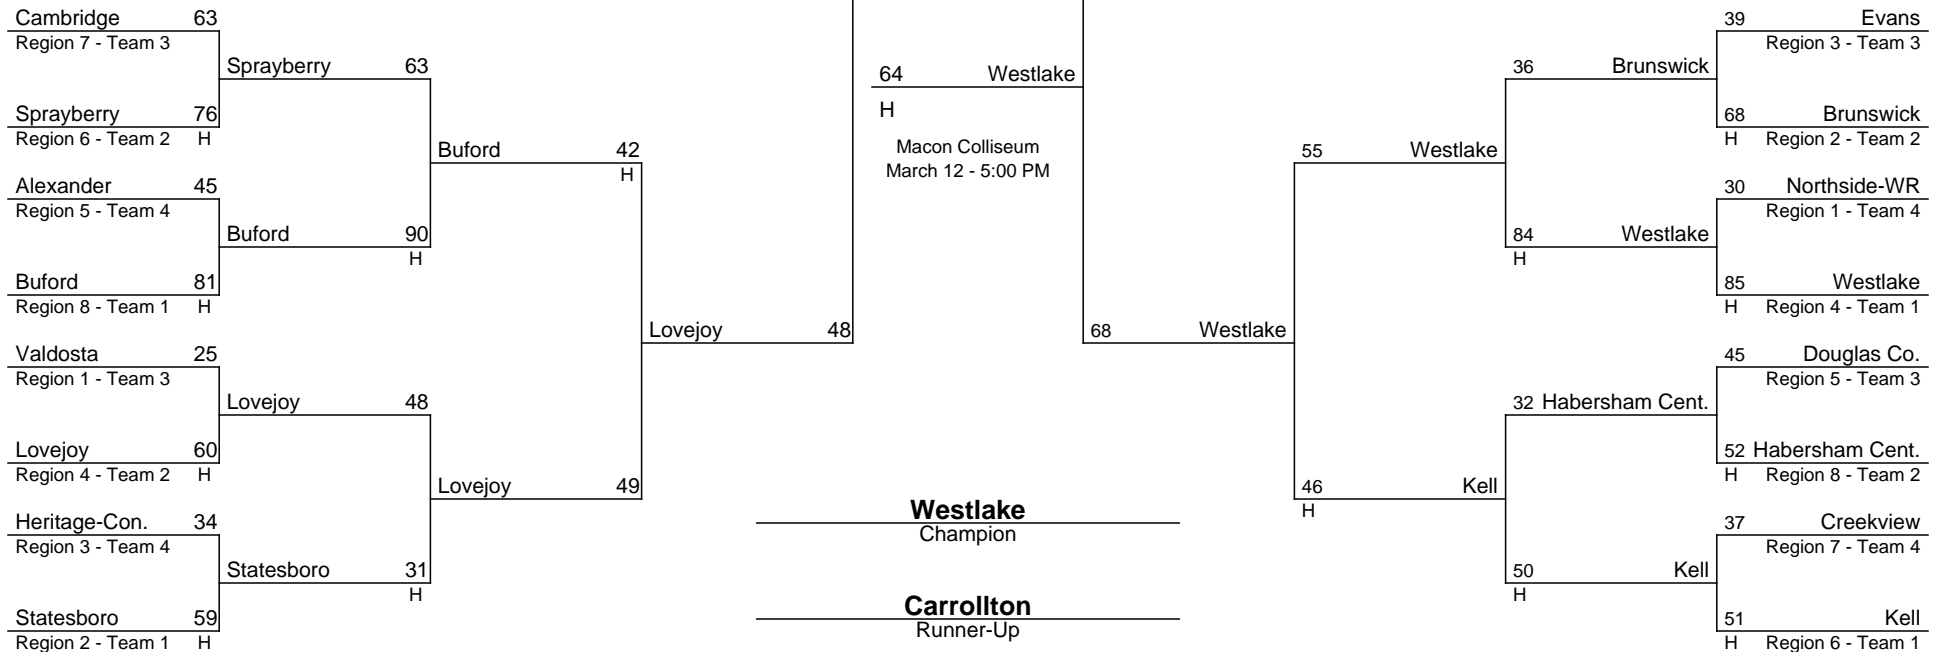 Cambridge 63
Region 7 - Team 3
Sprayberry 63
Sprayberry 76
Region 6 - Team 2 H
Buford 42
H
Alexander 45
Region 5 - Team 4
Buford 90
H
Buford 81
Region 8 - Team 1 H
Lovejoy 48
Valdosta 25
Region 1 - Team 3
Lovejoy 48
Lovejoy 60
Region 4 - Team 2 H
Lovejoy 49
Heritage-Con. 34
Region 3 - Team 4
Statesboro 31
H
Statesboro 59
Region 2 - Team 1 H
64 Westlake
H
Macon Colliseum
March 12 - 5:00 PM
Westlake
Champion
Carrollton
Runner-Up
39 Evans
Region 3 - Team 3
36 Brunswick
68 Brunswick
H Region 2 - Team 2
55 Westlake
30 Northside-WR
Region 1 - Team 4
84 Westlake
H
85 Westlake
H Region 4 - Team 1
68 Westlake
45 Douglas Co.
Region 5 - Team 3
32 Habersham Cent.
52 Habersham Cent.
H Region 8 - Team 2
46 Kell
H
37 Creekview
Region 7 - Team 4
50 Kell
H
51 Kell
H Region 6 - Team 1